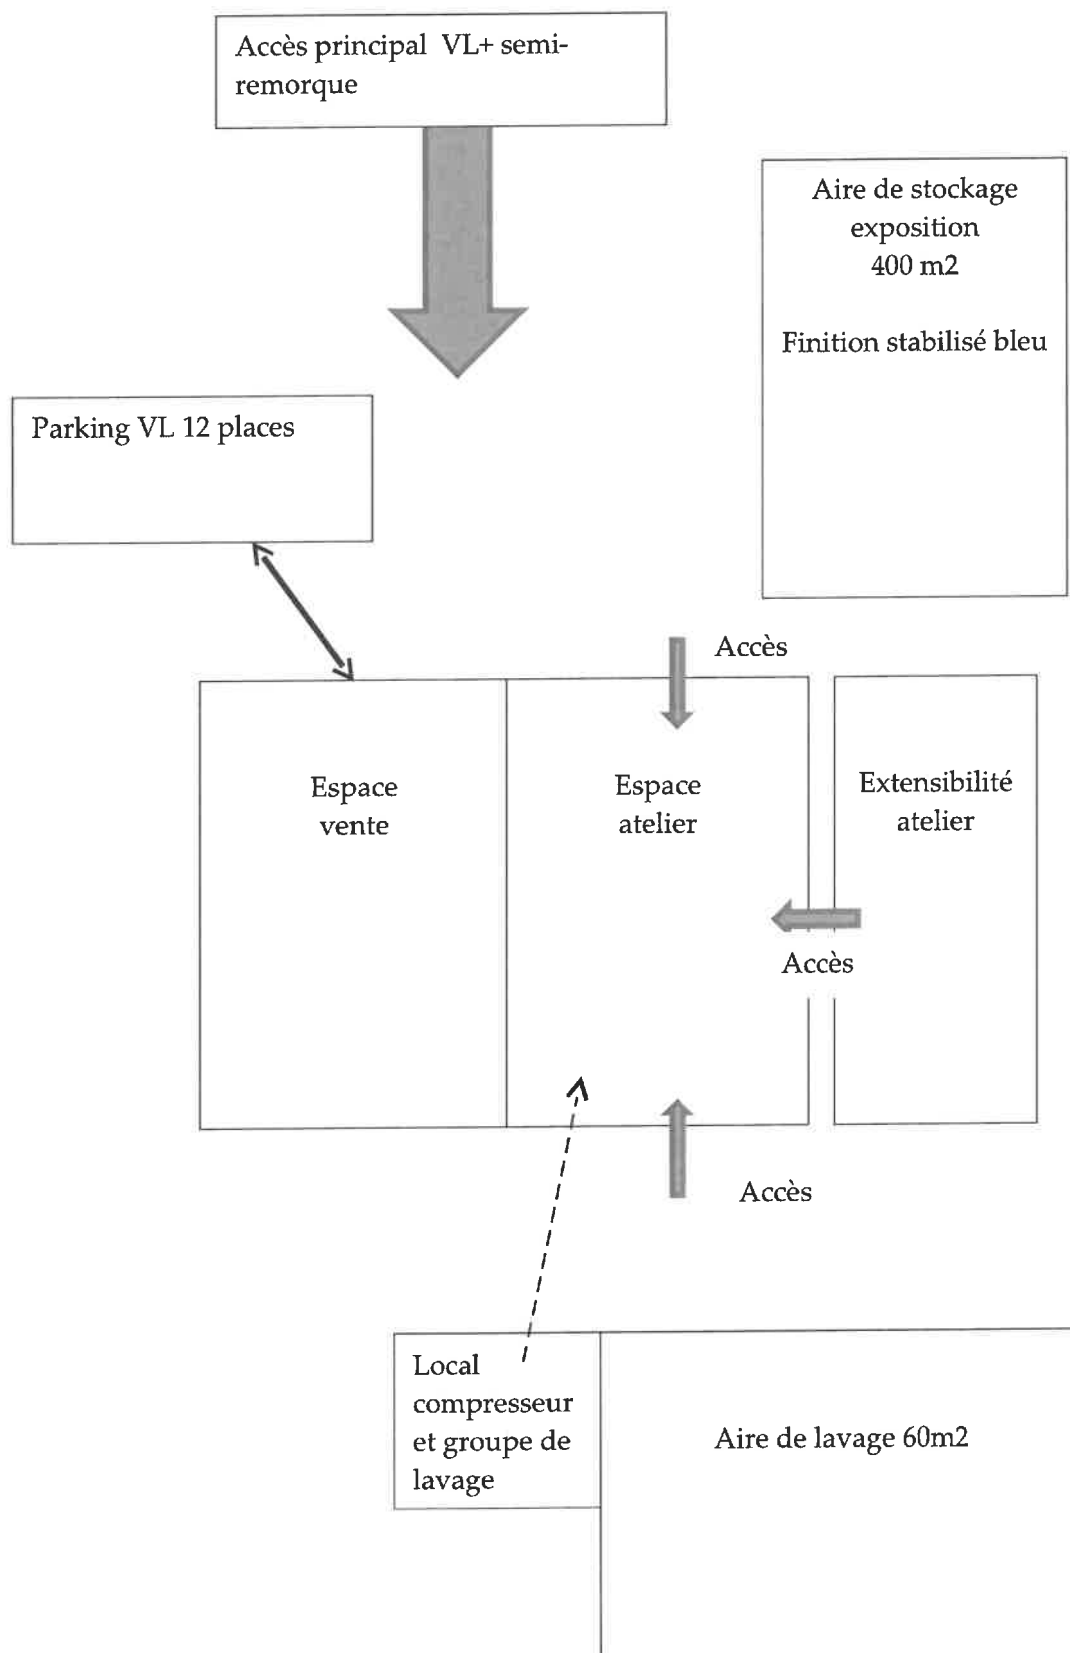 Accès principal  VL+ semi-
remorque
Aire de stockage
exposition
400 m2
Finition stabilisé bleu
Parking VL 12 places
Accès
Espace
vente
Espace
atelier
Extensibilité
atelier
Accès
Accès
Local
compresseur
et groupe de
lavage
Aire de lavage 60m2